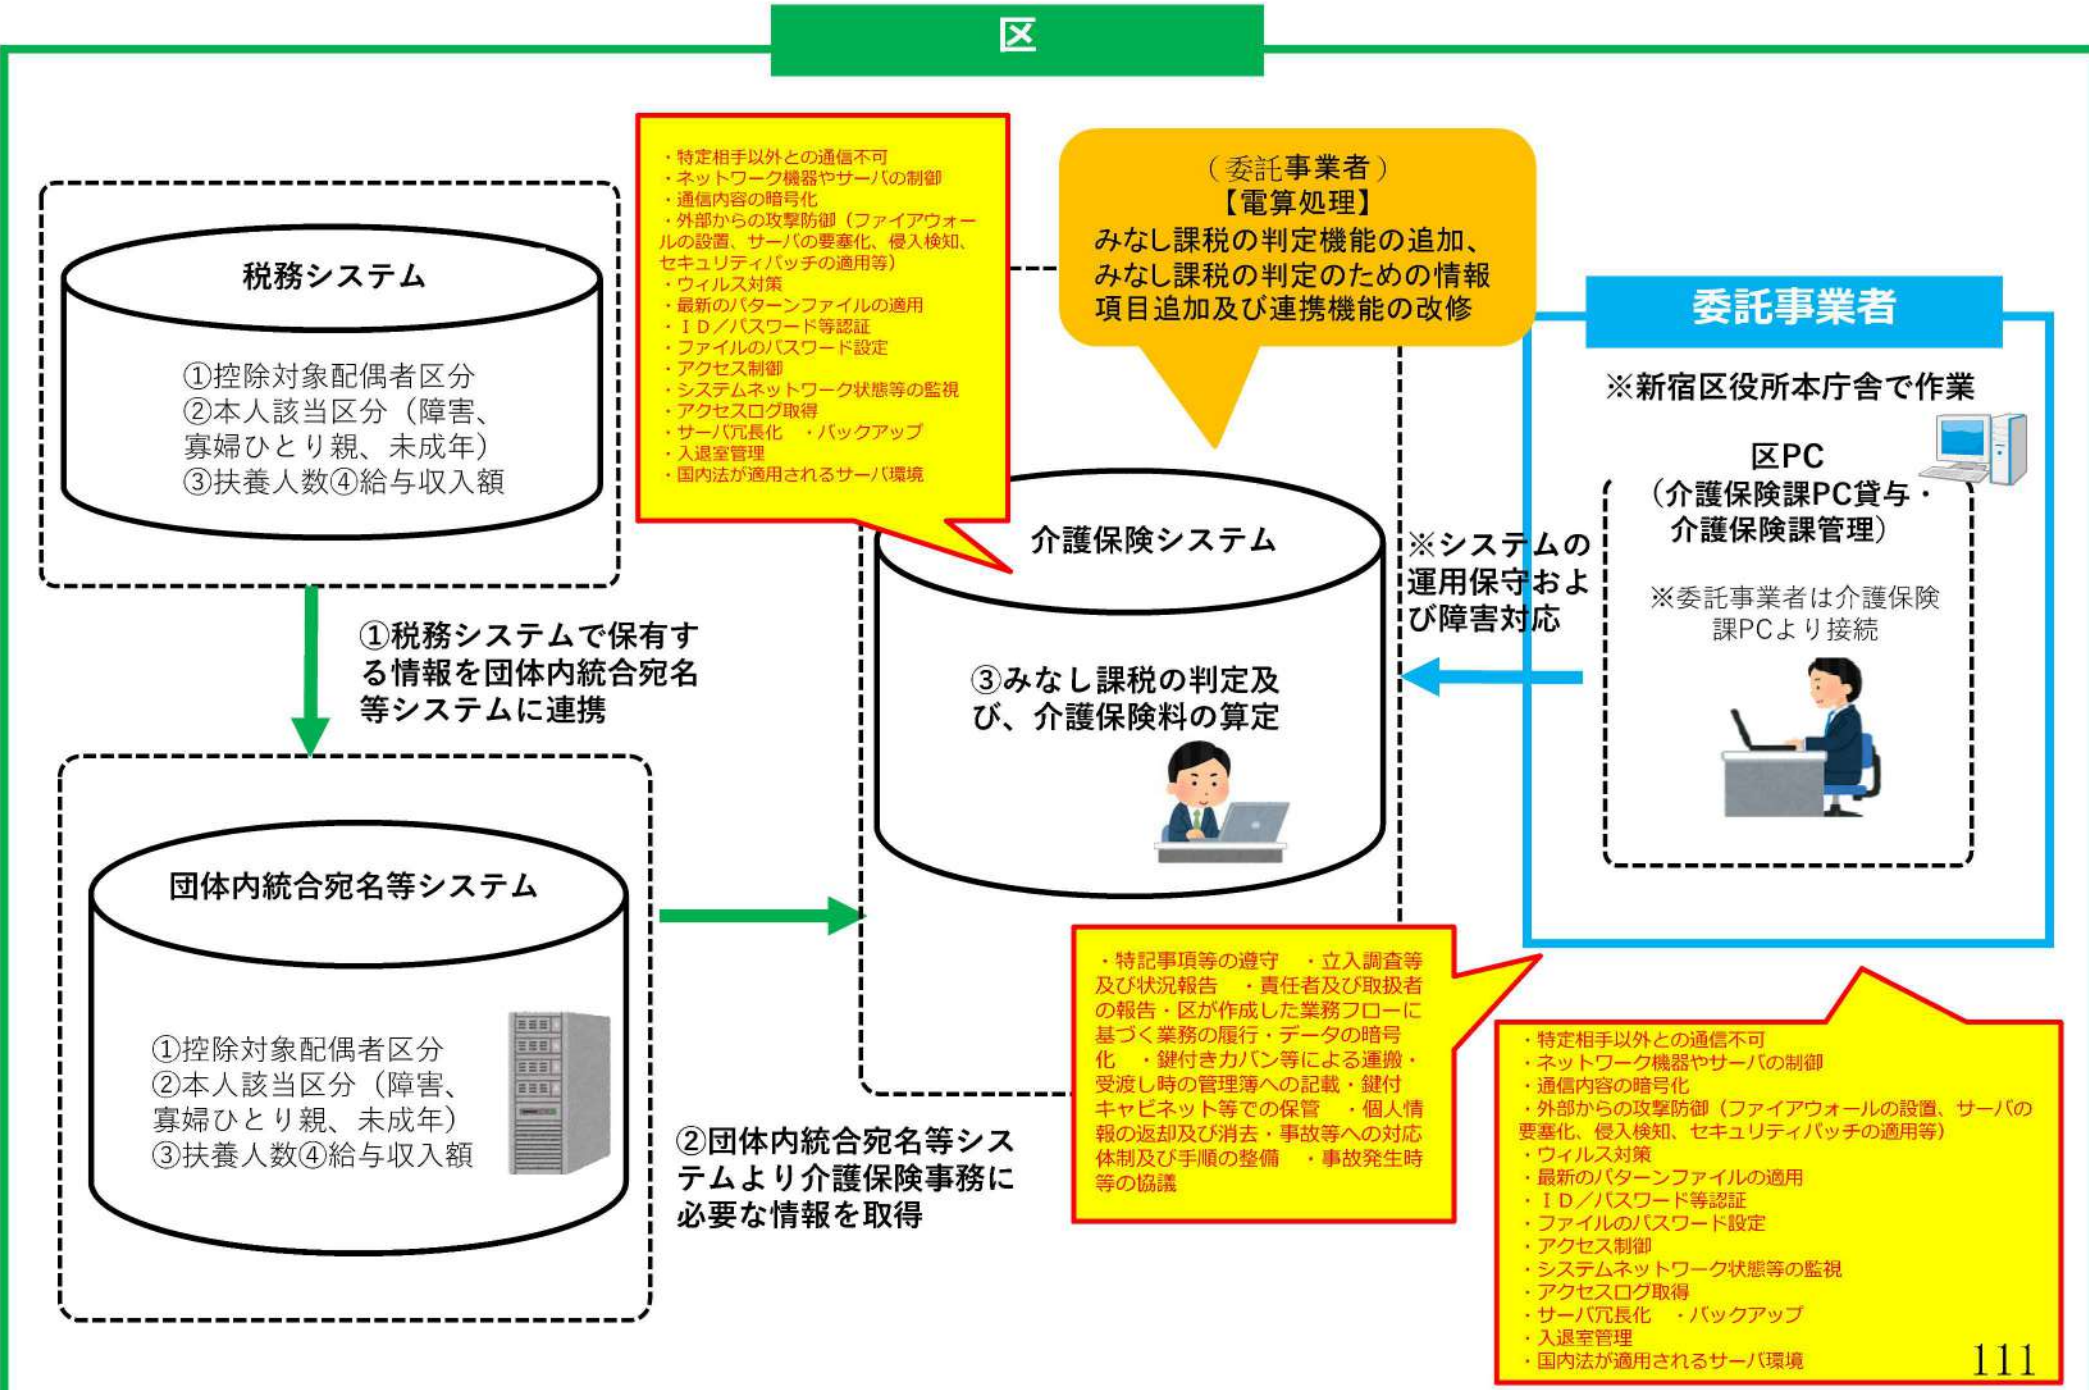 区
・特定相手以外との通信不可
・ネットワーク機器やサーバの制御
・通信内容の暗号化
・外部からの攻撃防御（ファイアウォー
ルの設置、サーバの要塞化、侵入検知、
セキュリティパッチの適用等）
・ウィルス対策
・最新のパターンファイルの適用
・ＩＤ／パスワード等認証
・ファイルのパスワード設定
・アクセス制御
・システムネットワーク状態等の監視
・アクセスログ取得
・サーバ冗長化　・バックアップ
・入退室管理
・国内法が適用されるサーバ環境
（委託事業者）
【電算処理】
みなし課税の判定機能の追加、
みなし課税の判定のための情報
項目追加及び連携機能の改修
税務システム
①控除対象配偶者区分
②本人該当区分（障害、
寡婦ひとり親、未成年）
③扶養人数④給与収入額
委託事業者
※新宿区役所本庁舎で作業
区PC
（介護保険課PC貸与・
介護保険課管理）
※委託事業者は介護保険
課PCより接続
介護保険システム
③みなし課税の判定及
び、介護保険料の算定
※システムの
運用保守およ
び障害対応
①税務システムで保有す
る情報を団体内統合宛名
等システムに連携
団体内統合宛名等システム
①控除対象配偶者区分
②本人該当区分（障害、
寡婦ひとり親、未成年）
③扶養人数④給与収入額
②団体内統合宛名等シス
テムより介護保険事務に
必要な情報を取得
・特記事項等の遵守　・立入調査等
及び状況報告　・責任者及び取扱者
の報告・区が作成した業務フローに
基づく業務の履行・データの暗号
化　・鍵付きカバン等による運搬・
受渡し時の管理簿への記載・鍵付
キャビネット等での保管　・個人情
報の返却及び消去・事故等への対応
体制及び手順の整備　・事故発生時
等の協議
・特定相手以外との通信不可
・ネットワーク機器やサーバの制御
・通信内容の暗号化
・外部からの攻撃防御（ファイアウォールの設置、サーバの
要塞化、侵入検知、セキュリティパッチの適用等）
・ウィルス対策
・最新のパターンファイルの適用
・ＩＤ／パスワード等認証
・ファイルのパスワード設定
・アクセス制御
・システムネットワーク状態等の監視
・アクセスログ取得
・サーバ冗長化　・バックアップ
・入退室管理
・国内法が適用されるサーバ環境
111